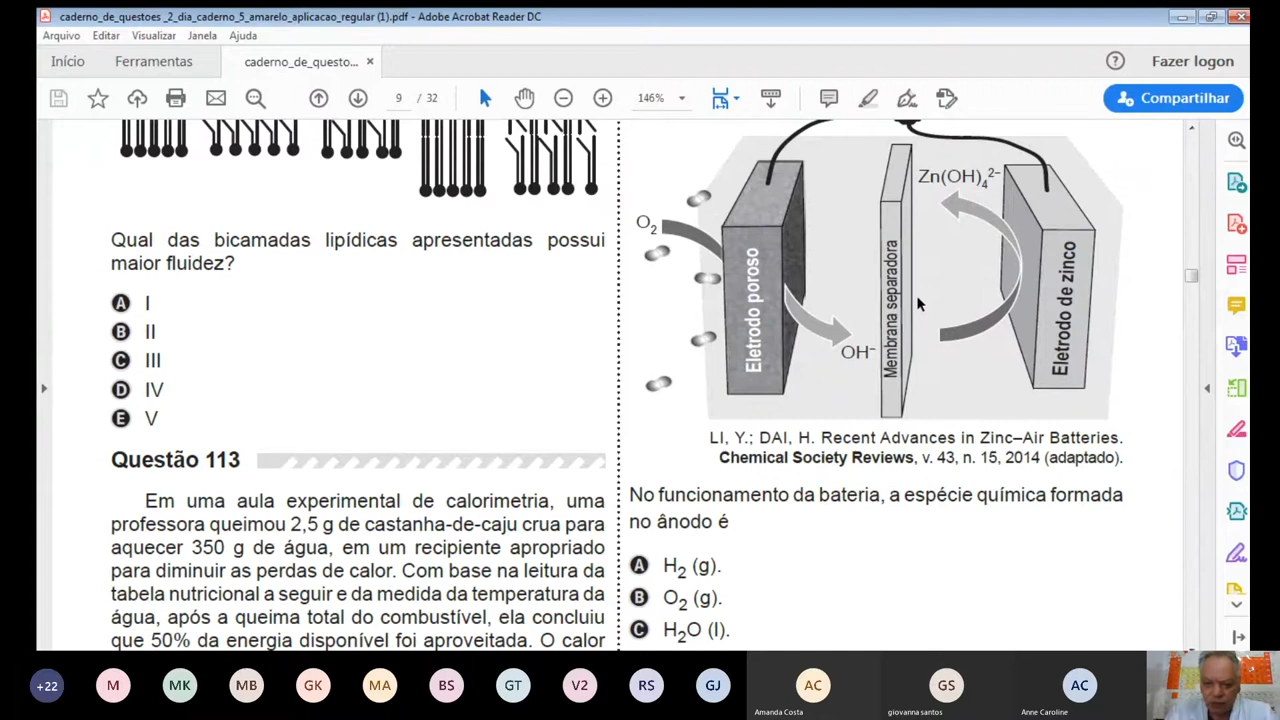 caderno_de_questoes _2_dia_caderno_5_amarelo_aplicacao_regular (1).pdf - Adobe Acrobat Reader DC
Arquivo Editar Visualizar Janela Ajuda
Início Ferramentas caderno_de_questo... ×
? Fazer logon
9 / 32 146% Compartilhar
Qual das bicamadas lipídicas apresentadas possui
maior fluidez?
A I
B II
C III
D IV
E V
Questão 113
Em uma aula experimental de calorimetria, uma
professora queimou 2,5 g de castanha-de-caju crua para
aquecer 350 g de água, em um recipiente apropriado
para diminuir as perdas de calor. Com base na leitura da
tabela nutricional a seguir e da medida da temperatura da
água, após a queima total do combustível, ela concluiu
que 50% da energia disponível foi aproveitada. O calor
O₂
Eletrodo poroso
OH⁻
Membrana separadora
Zn(OH)₄²⁻
Eletrodo de zinco
LI, Y.; DAI, H. Recent Advances in Zinc–Air Batteries.
Chemical Society Reviews, v. 43, n. 15, 2014 (adaptado).
No funcionamento da bateria, a espécie química formada
no ânodo é
A H₂ (g).
B O₂ (g).
C H₂O (l).
+22 M MK MB GK MA BS GT V2 RS GJ AC GS AC
Amanda Costa giovanna santos Anne Caroline